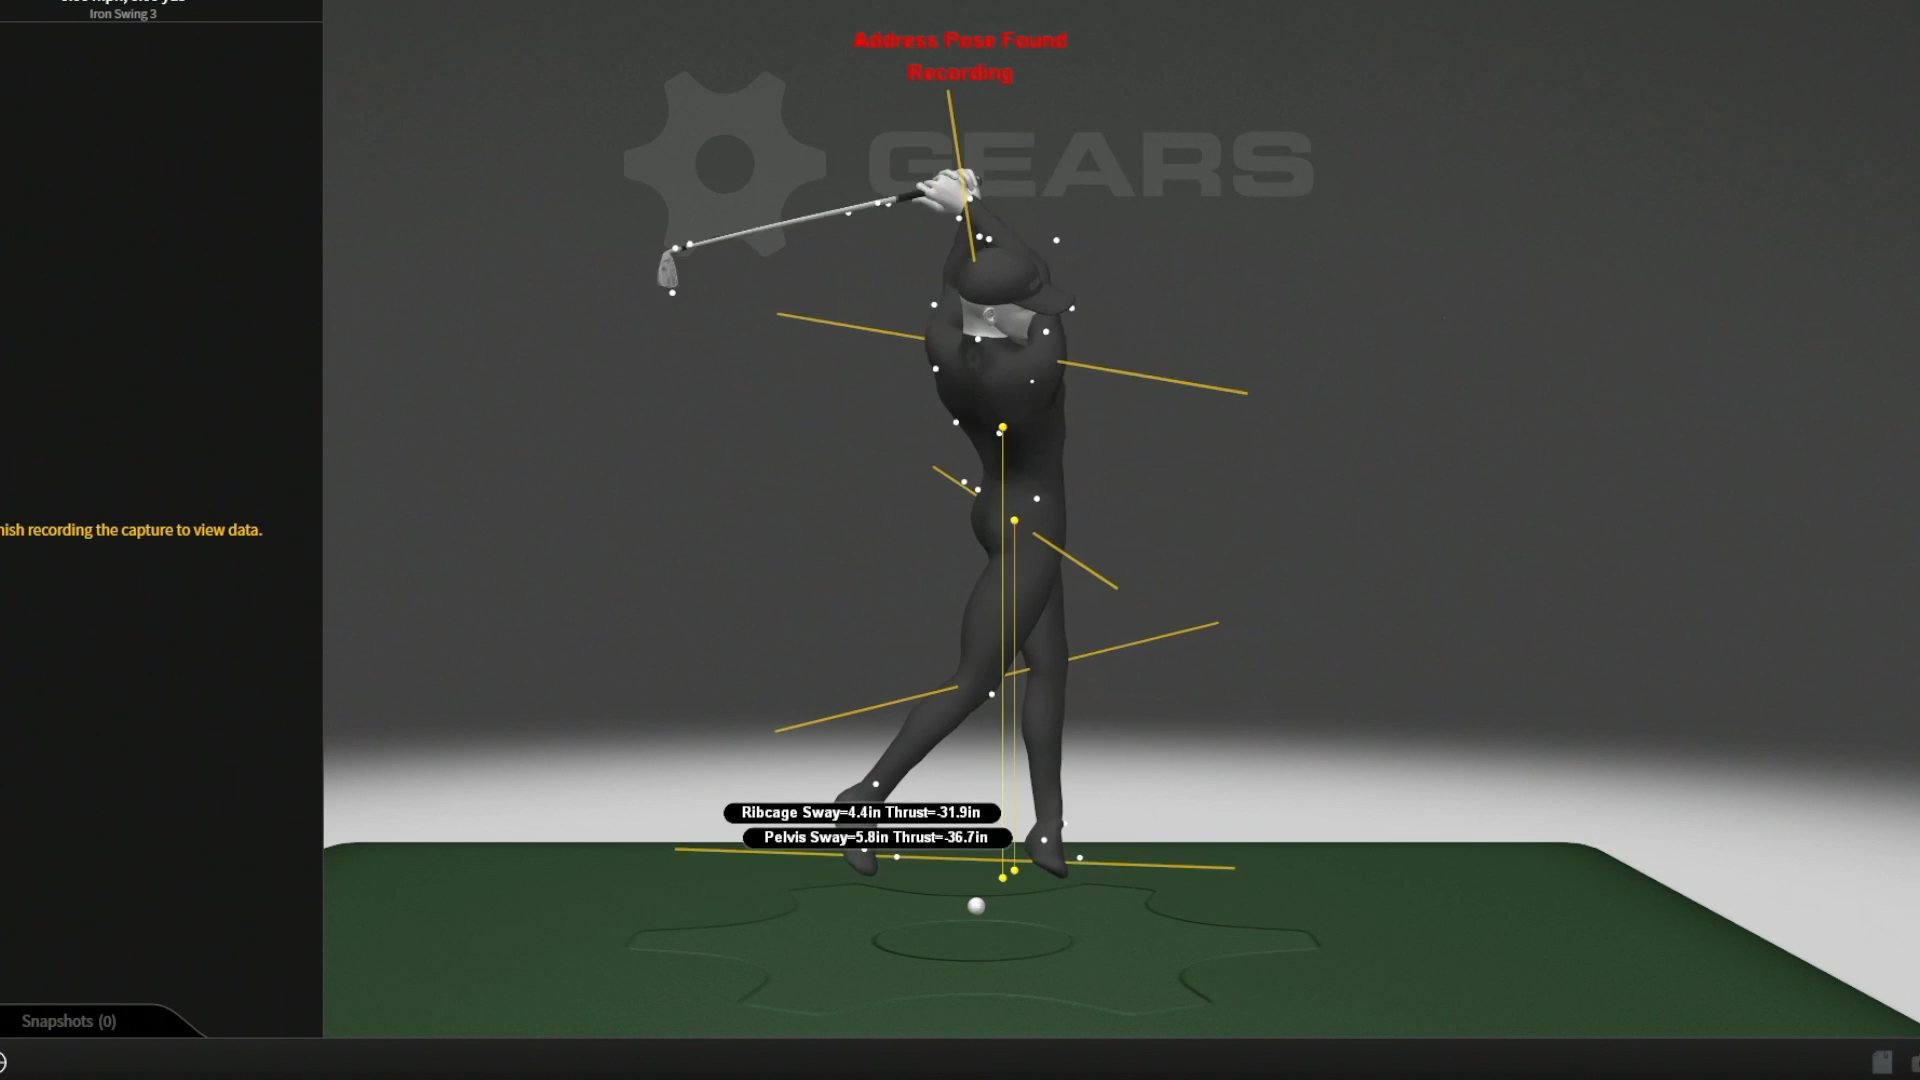 Iron Swing 3
Address Pose Found
Recording
GEARS
nish recording the capture to view data.
Ribcage Sway=4.4in Thrust=-31.9in
Pelvis Sway=5.8in Thrust=-36.7in
Snapshots (0)